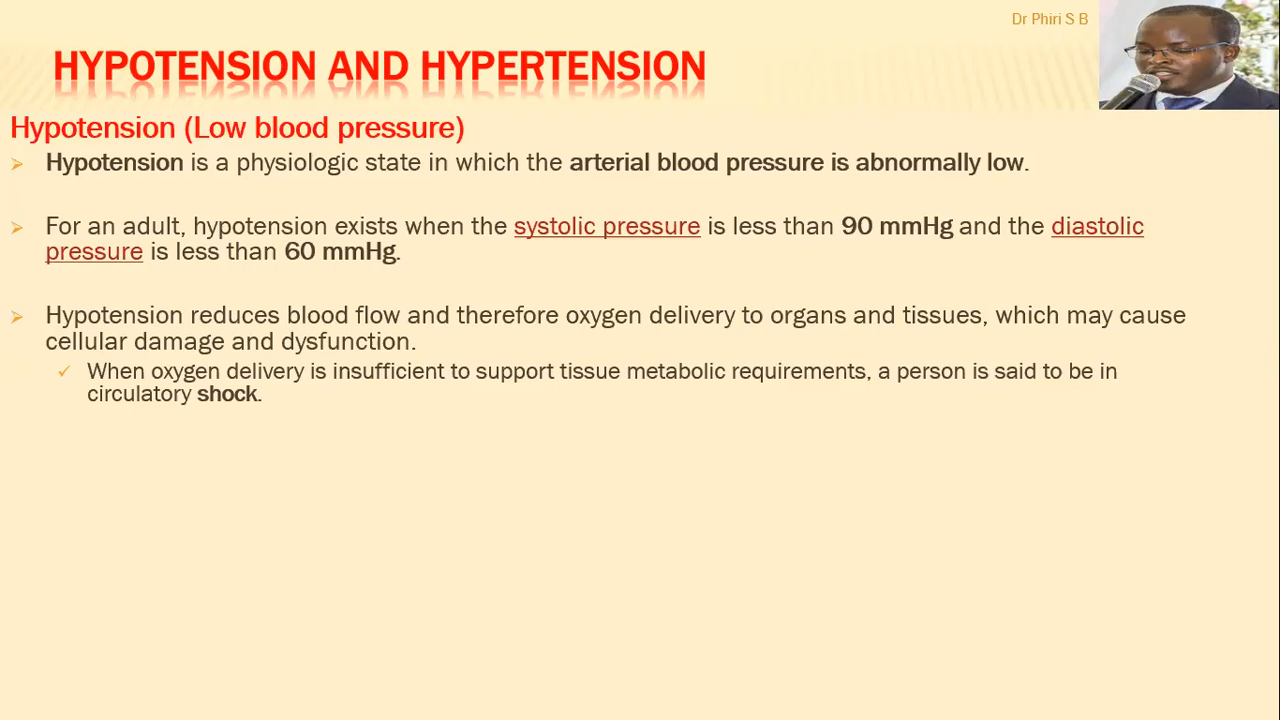 Dr Phiri S B
HYPOTENSION AND HYPERTENSION
Hypotension (Low blood pressure)
Hypotension is a physiologic state in which the arterial blood pressure is abnormally low.
For an adult, hypotension exists when the systolic pressure is less than 90 mmHg and the diastolic
pressure is less than 60 mmHg.
Hypotension reduces blood flow and therefore oxygen delivery to organs and tissues, which may cause
cellular damage and dysfunction.
When oxygen delivery is insufficient to support tissue metabolic requirements, a person is said to be in
circulatory shock.